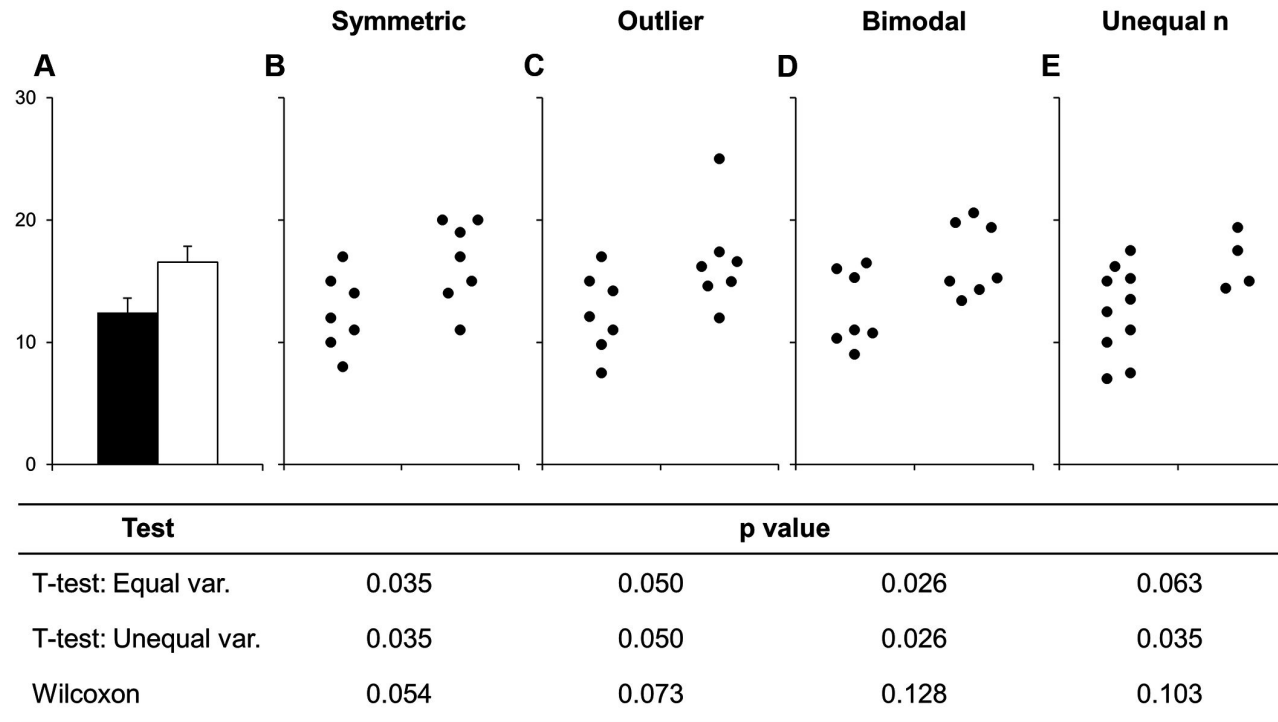 Symmetric Outlier Bimodal Unequal n
A B C D E
30
20
10
0
Test p value
T-test: Equal var. 0.035 0.050 0.026 0.063
T-test: Unequal var. 0.035 0.050 0.026 0.035
Wilcoxon 0.054 0.073 0.128 0.103